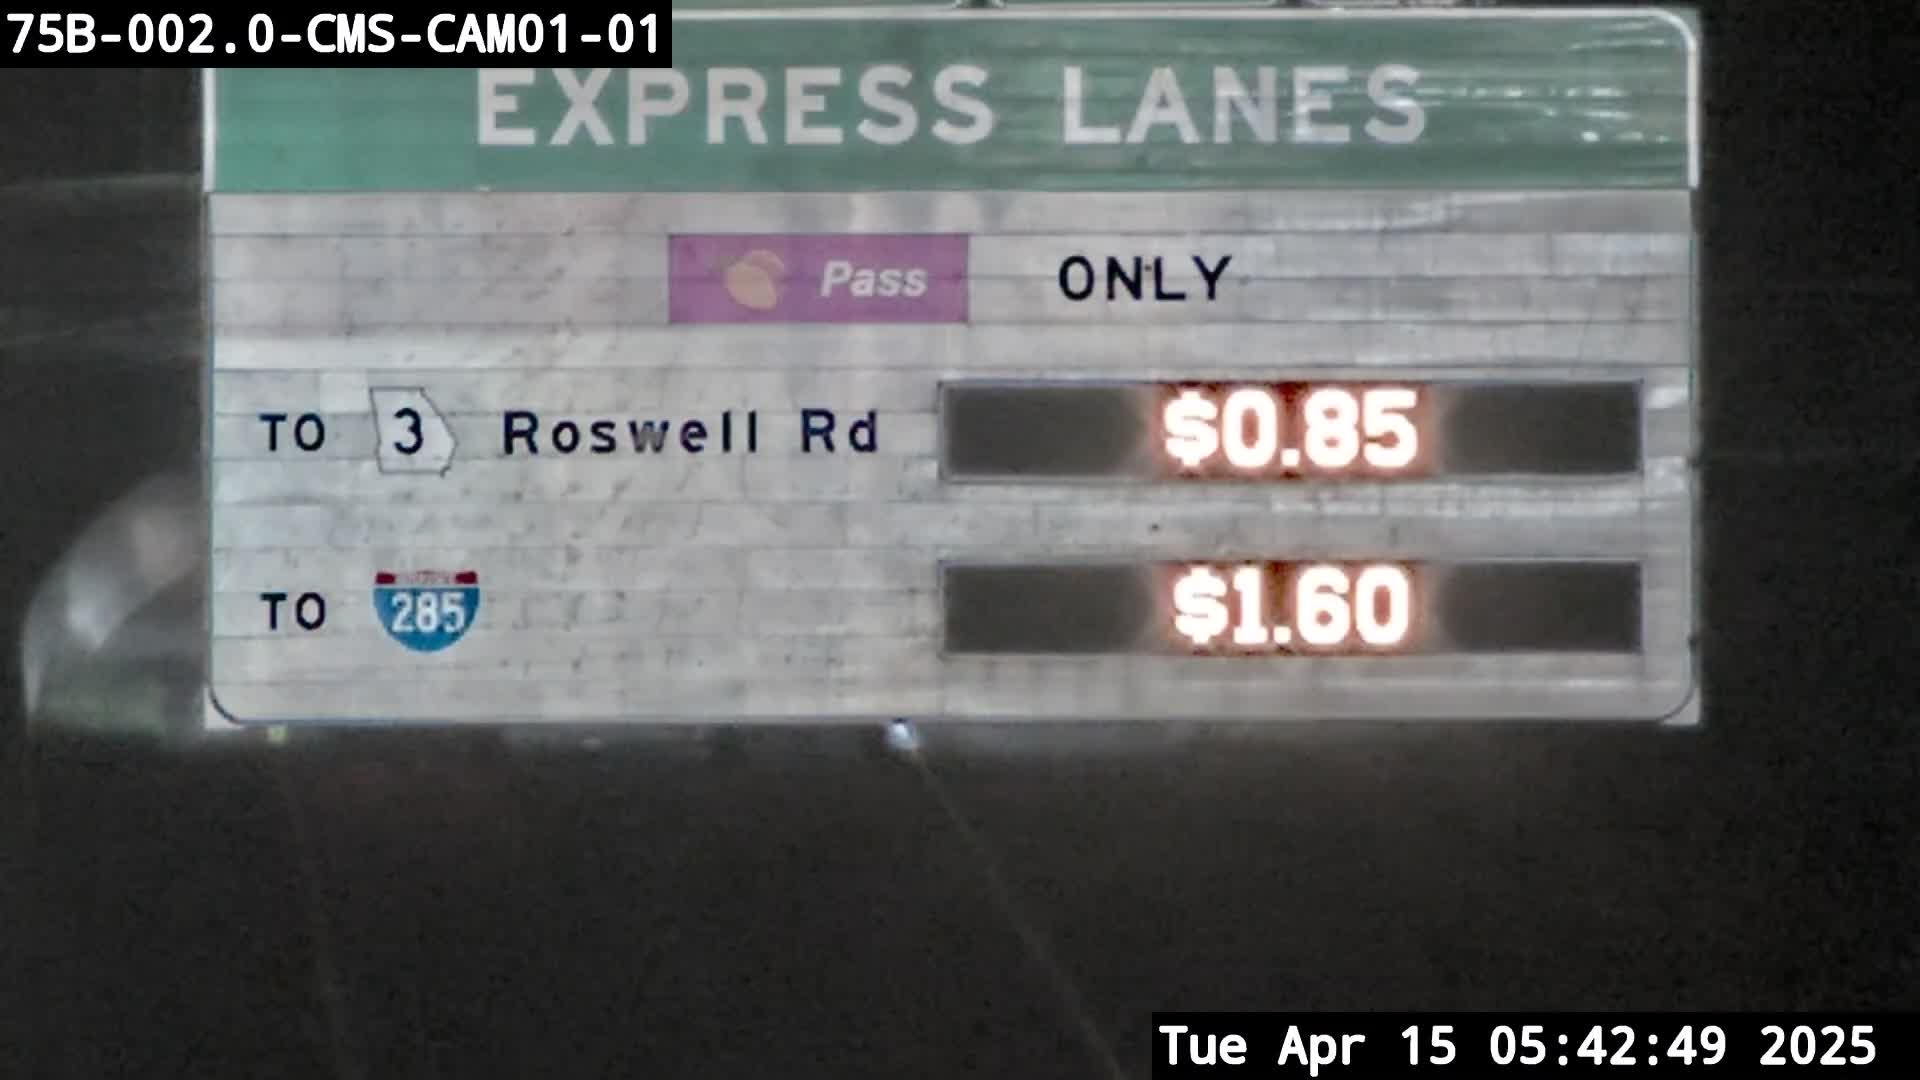 75B-002.0-CMS-CAM01-01
EXPRESS LANES
Pass ONLY
TO 3 Roswell Rd $0.85
TO 285 $1.60
Tue Apr 15 05:42:49 2025